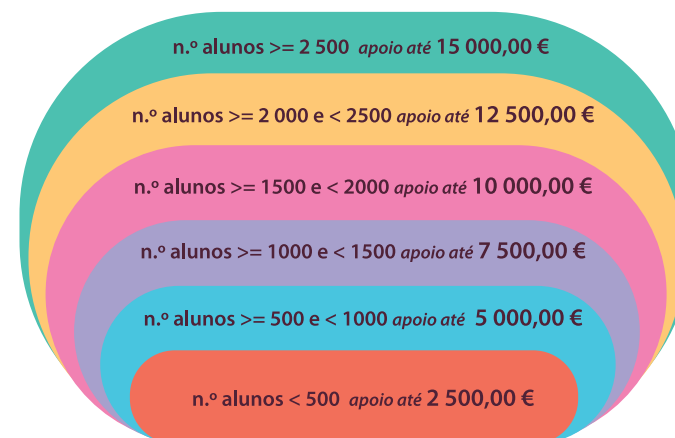 n.º alunos >= 2 500 apoio até 15 000,00 €
n.º alunos >= 2 000 e < 2500 apoio até 12 500,00 €
n.º alunos >= 1500 e < 2000 apoio até 10 000,00 €
n.º alunos >= 1000 e < 1500 apoio até 7 500,00 €
n.º alunos >= 500 e < 1000 apoio até 5 000,00 €
n.º alunos < 500 apoio até 2 500,00 €